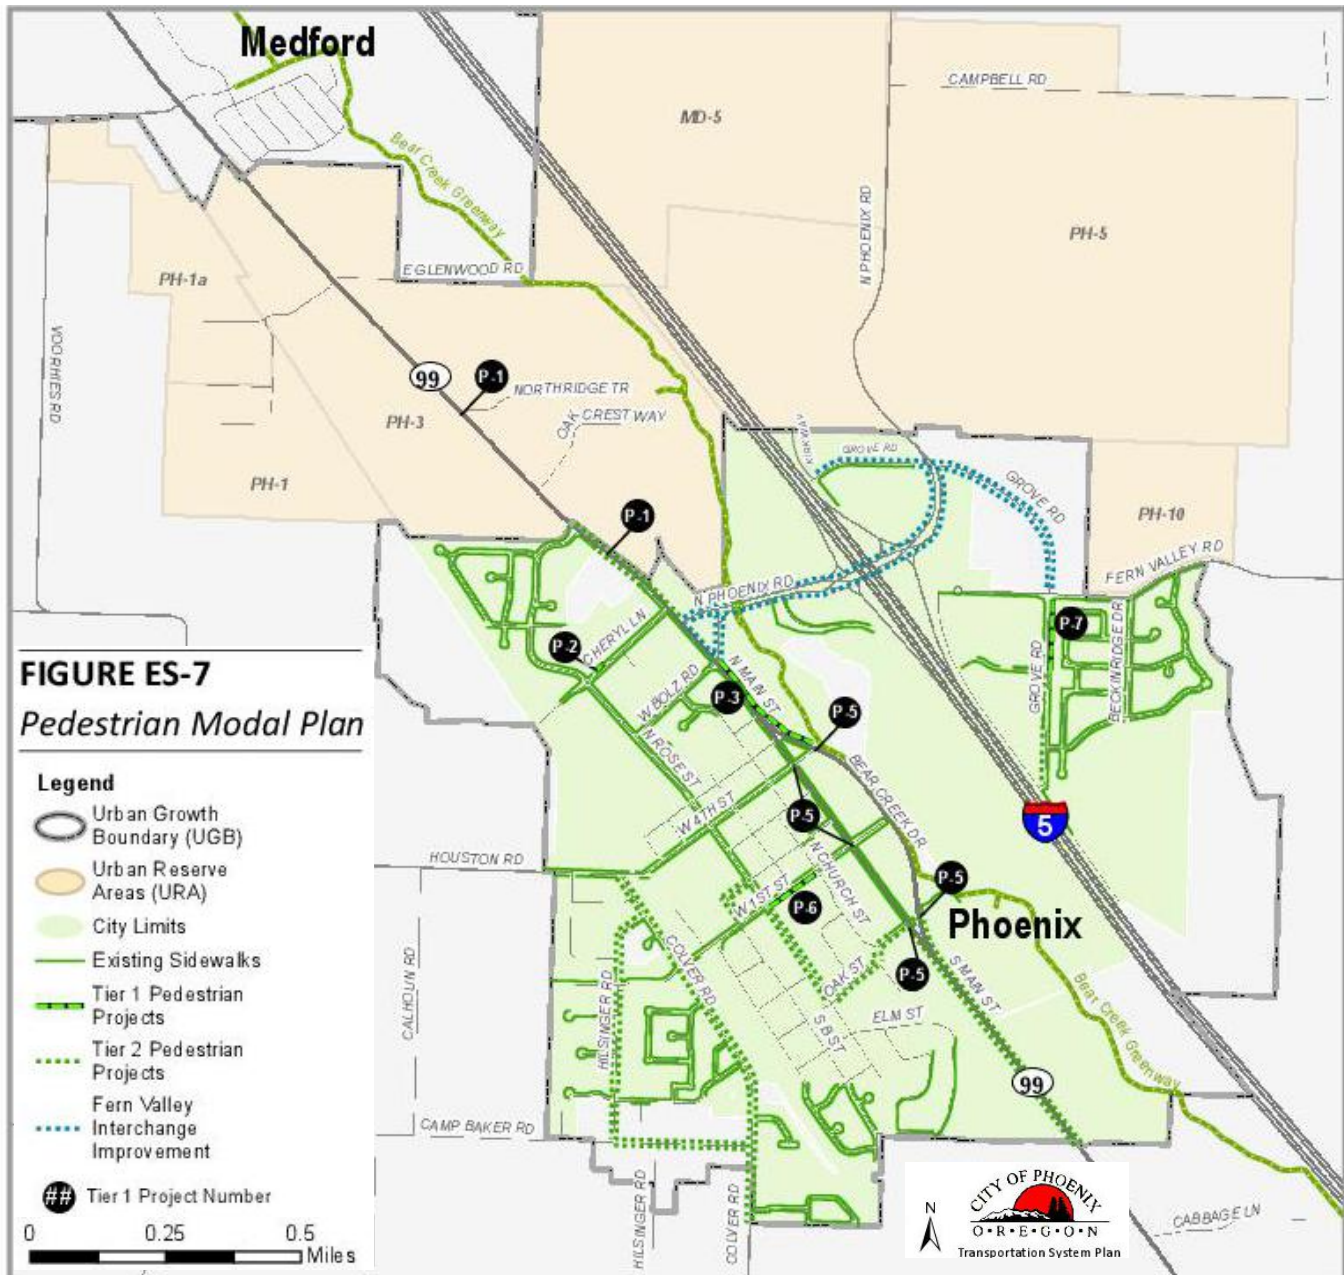 Medford
CAMPBELL RD
MD-5
Bear Creek Greenway
N PHOENIX RD
PH-5
E GLENWOOD RD
PH-1a
VOORHIES RD
99
P-1
NORTHRIDGE TR
OAK CREST WAY
PH-3
PH-1
GROVE RD
GROVE RD
PH-10
P-1
FERN VALLEY RD
N PHOENIX RD
P-7
CHERYL LN
P-2
GROVE RD
BECKINRIDGE DR
FIGURE ES-7
Pedestrian Modal Plan
W BOLZ RD
N MAIN ST
P-3
P-5
N ROSE ST
BEAR CREEK DR
Legend
Urban Growth
Boundary (UGB)
Urban Reserve
Areas (URA)
City Limits
Existing Sidewalks
Tier 1 Pedestrian
Projects
Tier 2 Pedestrian
Projects
Fern Valley
Interchange
Improvement
## Tier 1 Project Number
0 0.25 0.5
Miles
5
W 4TH ST
P-5
HOUSTON RD
N CHURCH ST
P-5
W 1ST ST
P-6
Phoenix
COLVER RD
OAK ST
P-5
S MAIN ST
CALHOUN RD
HILSINGER RD
S B ST
ELM ST
Bear Creek Greenway
99
CAMP BAKER RD
HILSINGER RD
COLVER RD
CABBAGE LN
N
CITY OF PHOENIX
O•R•E•G•O•N
Transportation System Plan